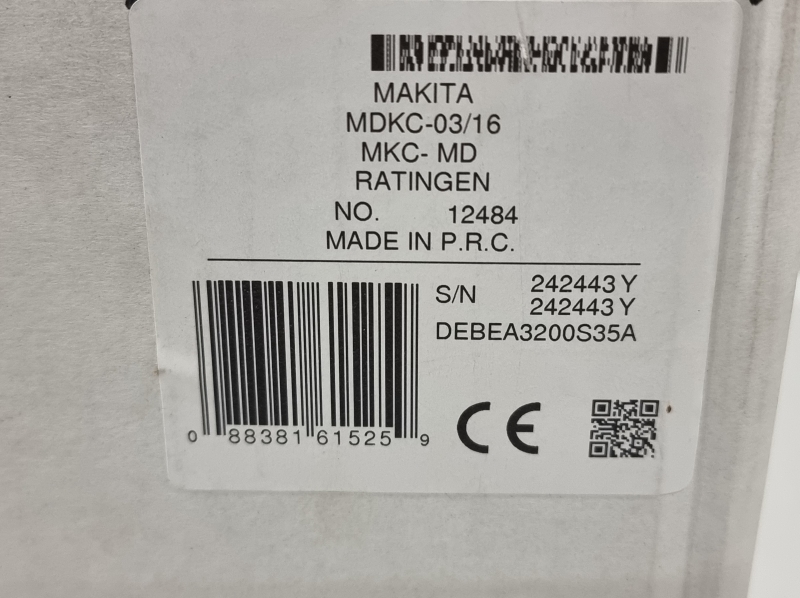 MAKITA
MDKC-03/16
MKC- MD
RATINGEN
NO. 12484
MADE IN P.R.C.
S/N 242443 Y
242443 Y
DEBEA3200S35A
0 88381 61525 9
CE